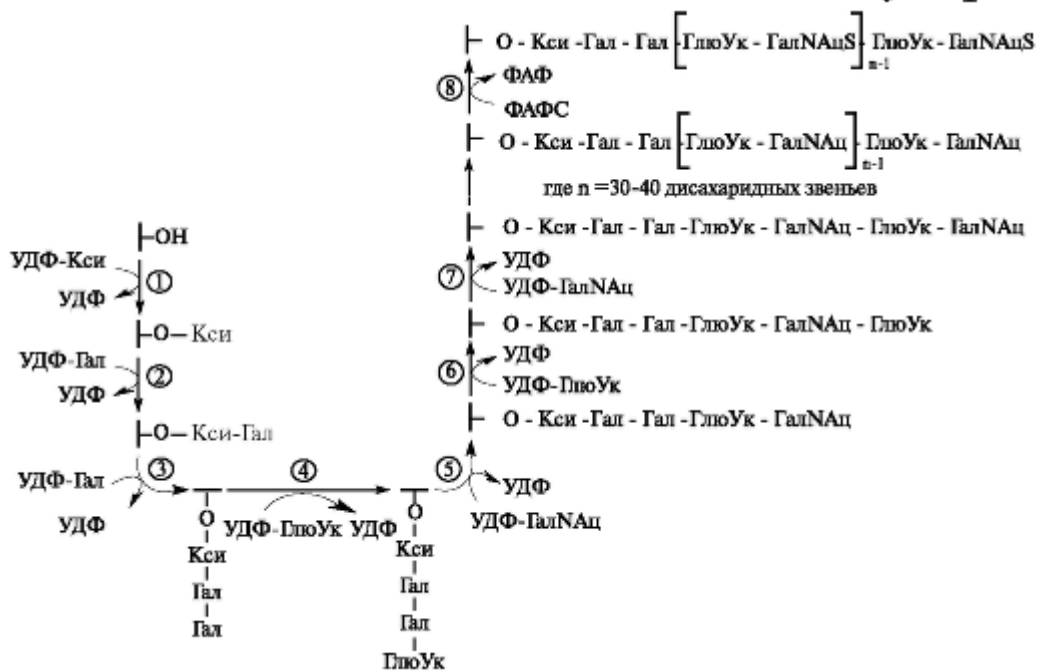 O - Кси -Гал - Гал [ГлюУк - ГалNАцS] n-1 ГлюУк - ГалNАцS
ФАФ
⑧
ФАФС
O - Кси -Гал - Гал [ГлюУк - ГалNАц] n-1 ГлюУк - ГалNАц
где n =30-40 дисахаридных звеньев
O - Кси -Гал - Гал -ГлюУк - ГалNАц - ГлюУк - ГалNАц
УДФ
⑦
УДФ-ГалNАц
O - Кси -Гал - Гал -ГлюУк - ГалNАц - ГлюУк
УДФ
⑥
УДФ-ГлюУк
O - Кси -Гал - Гал -ГлюУк - ГалNАц
OH
УДФ-Кси
①
УДФ
O – Кси
УДФ-Гал
②
УДФ
O – Кси-Гал
УДФ-Гал
③
УДФ
O
Кси
Гал
Гал
④
УДФ-ГлюУк УДФ
O
Кси
Гал
Гал
ГлюУк
⑤
УДФ
УДФ-ГалNАц